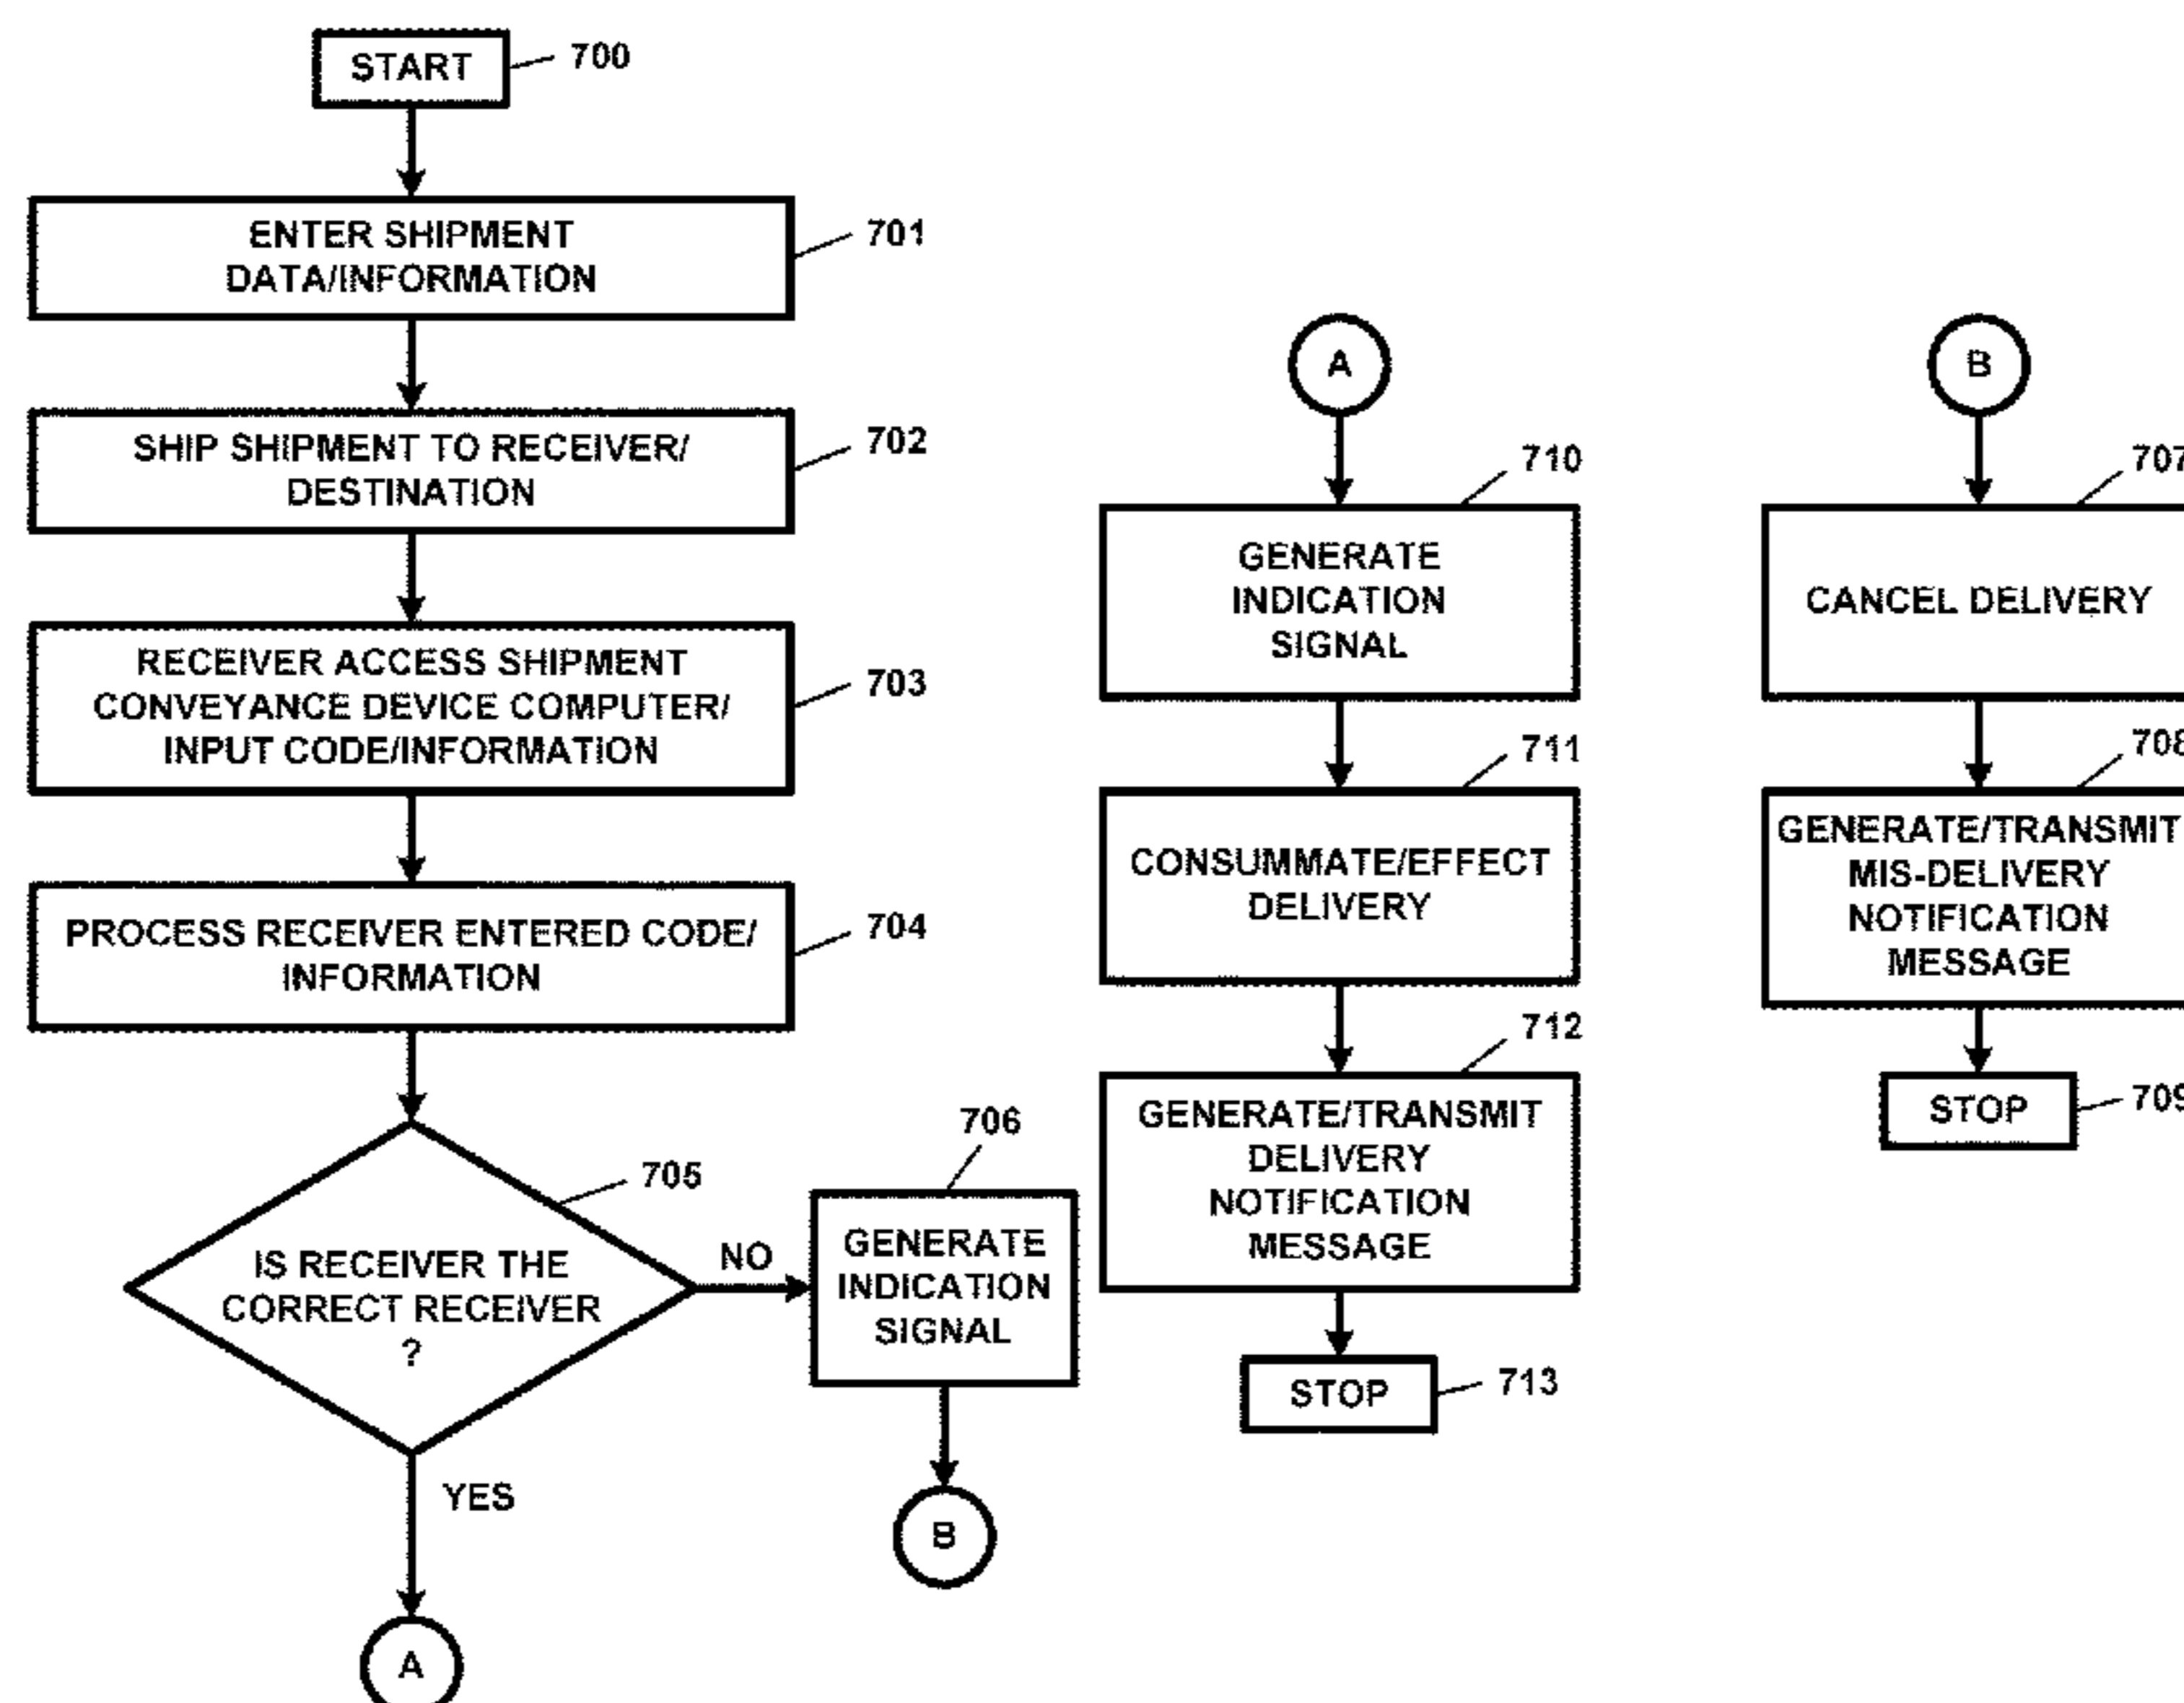 START
700
ENTER SHIPMENT
DATA/INFORMATION
701
SHIP SHIPMENT TO RECEIVER/
DESTINATION
702
RECEIVER ACCESS SHIPMENT
CONVEYANCE DEVICE COMPUTER/
INPUT CODE/INFORMATION
703
PROCESS RECEIVER ENTERED CODE/
INFORMATION
704
705
IS RECEIVER THE
CORRECT RECEIVER
?
NO
YES
A
706
GENERATE
INDICATION
SIGNAL
B
A
710
GENERATE
INDICATION
SIGNAL
711
CONSUMMATE/EFFECT
DELIVERY
712
GENERATE/TRANSMIT
DELIVERY
NOTIFICATION
MESSAGE
STOP
713
B
707
CANCEL DELIVERY
708
GENERATE/TRANSMIT
MIS-DELIVERY
NOTIFICATION
MESSAGE
STOP
709